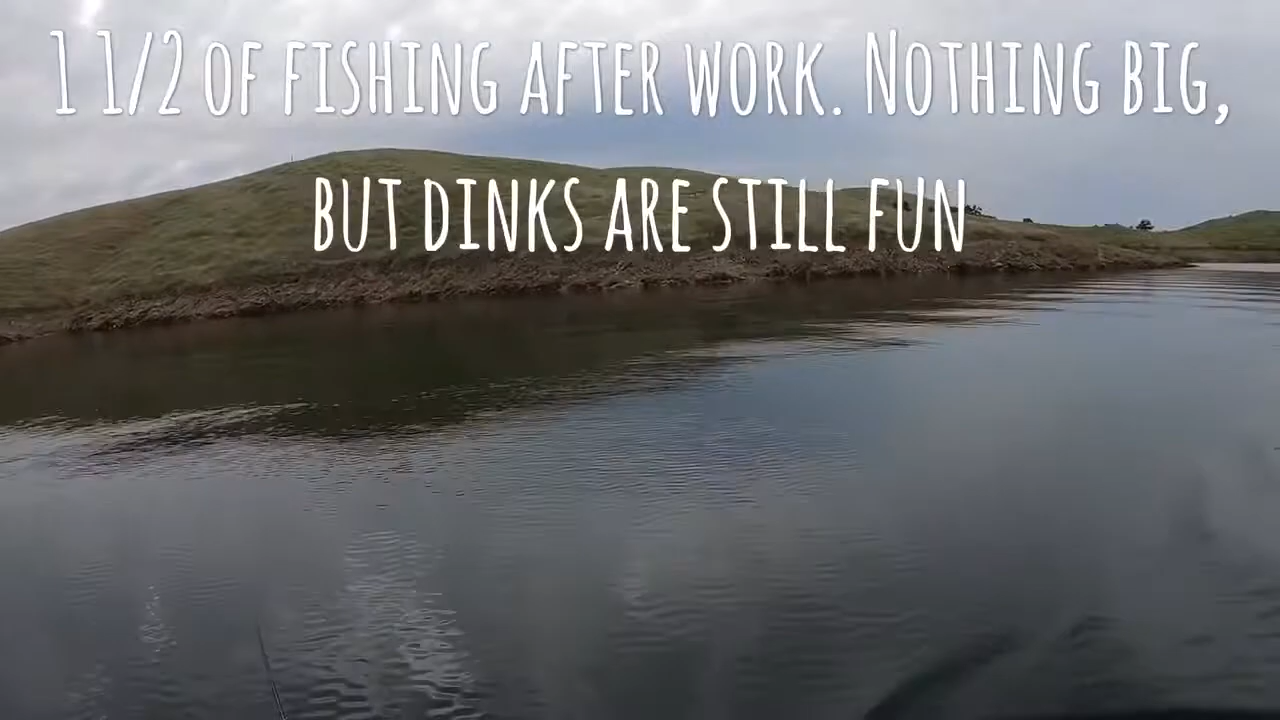 1 1/2 of fishing after work. Nothing big,
but dinks are still fun